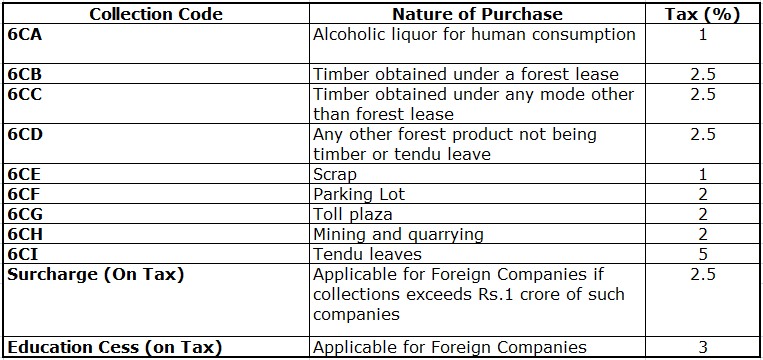 Collection Code Nature of Purchase Tax (%)
6CA Alcoholic liquor for human consumption 1
6CB Timber obtained under a forest lease 2.5
6CC Timber obtained under any mode other 2.5
than forest lease
6CD Any other forest product not being 2.5
timber or tendu leave
6CE Scrap 1
6CF Parking Lot 2
6CG Toll plaza 2
6CH Mining and quarrying 2
6CI Tendu leaves 5
Surcharge (On Tax) Applicable for Foreign Companies if 2.5
collections exceeds Rs.1 crore of such
companies
Education Cess (on Tax) Applicable for Foreign Companies 3